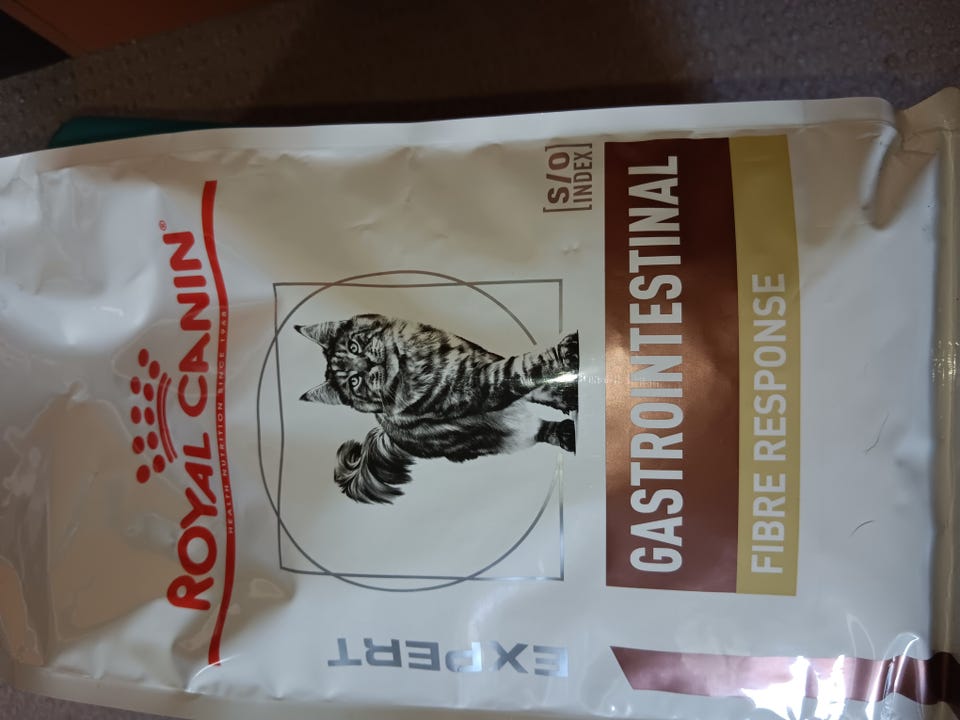 ROYAL CANIN®
HEALTH NUTRITION SINCE 1968
EXPERT
[S/O]
[INDEX]
GASTROINTESTINAL
FIBRE RESPONSE